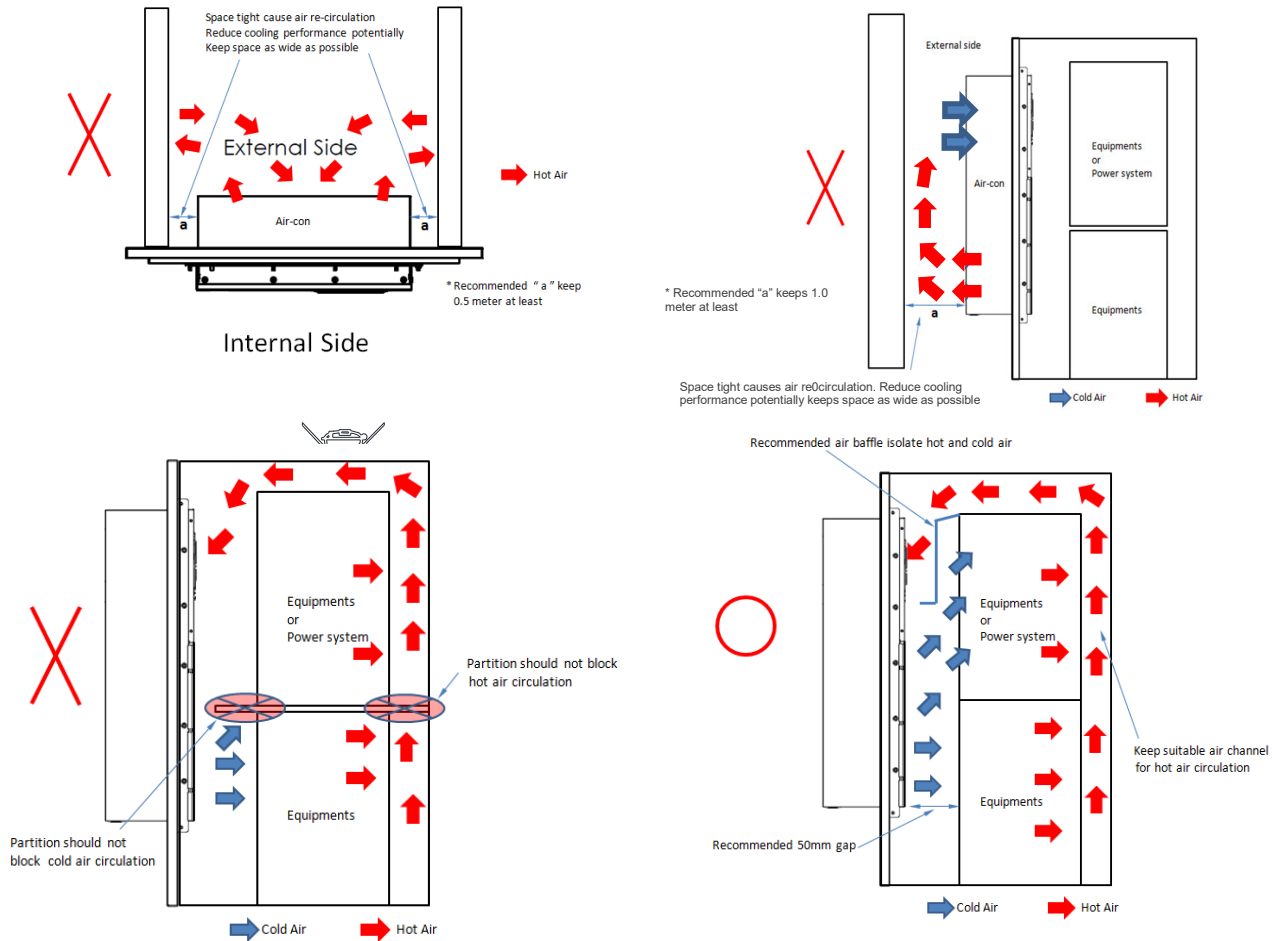 Space tight cause air re-circulation
Reduce cooling performance potentially
Keep space as wide as possible
External Side
Hot Air
Air-con
a
a
* Recommended “ a ” keep
0.5 meter at least
Internal Side
External side
Equipments
or
Power system
Air-con
* Recommended “a” keeps 1.0
meter at least
a
Equipments
Space tight causes air re0circulation. Reduce cooling
performance potentially keeps space as wide as possible
Cold Air
Hot Air
Equipments
or
Power system
Partition should not block
hot air circulation
Equipments
Partition should not
block cold air circulation
Cold Air
Hot Air
Recommended air baffle isolate hot and cold air
Equipments
or
Power system
Keep suitable air channel
for hot air circulation
Equipments
Recommended 50mm gap
Cold Air
Hot Air